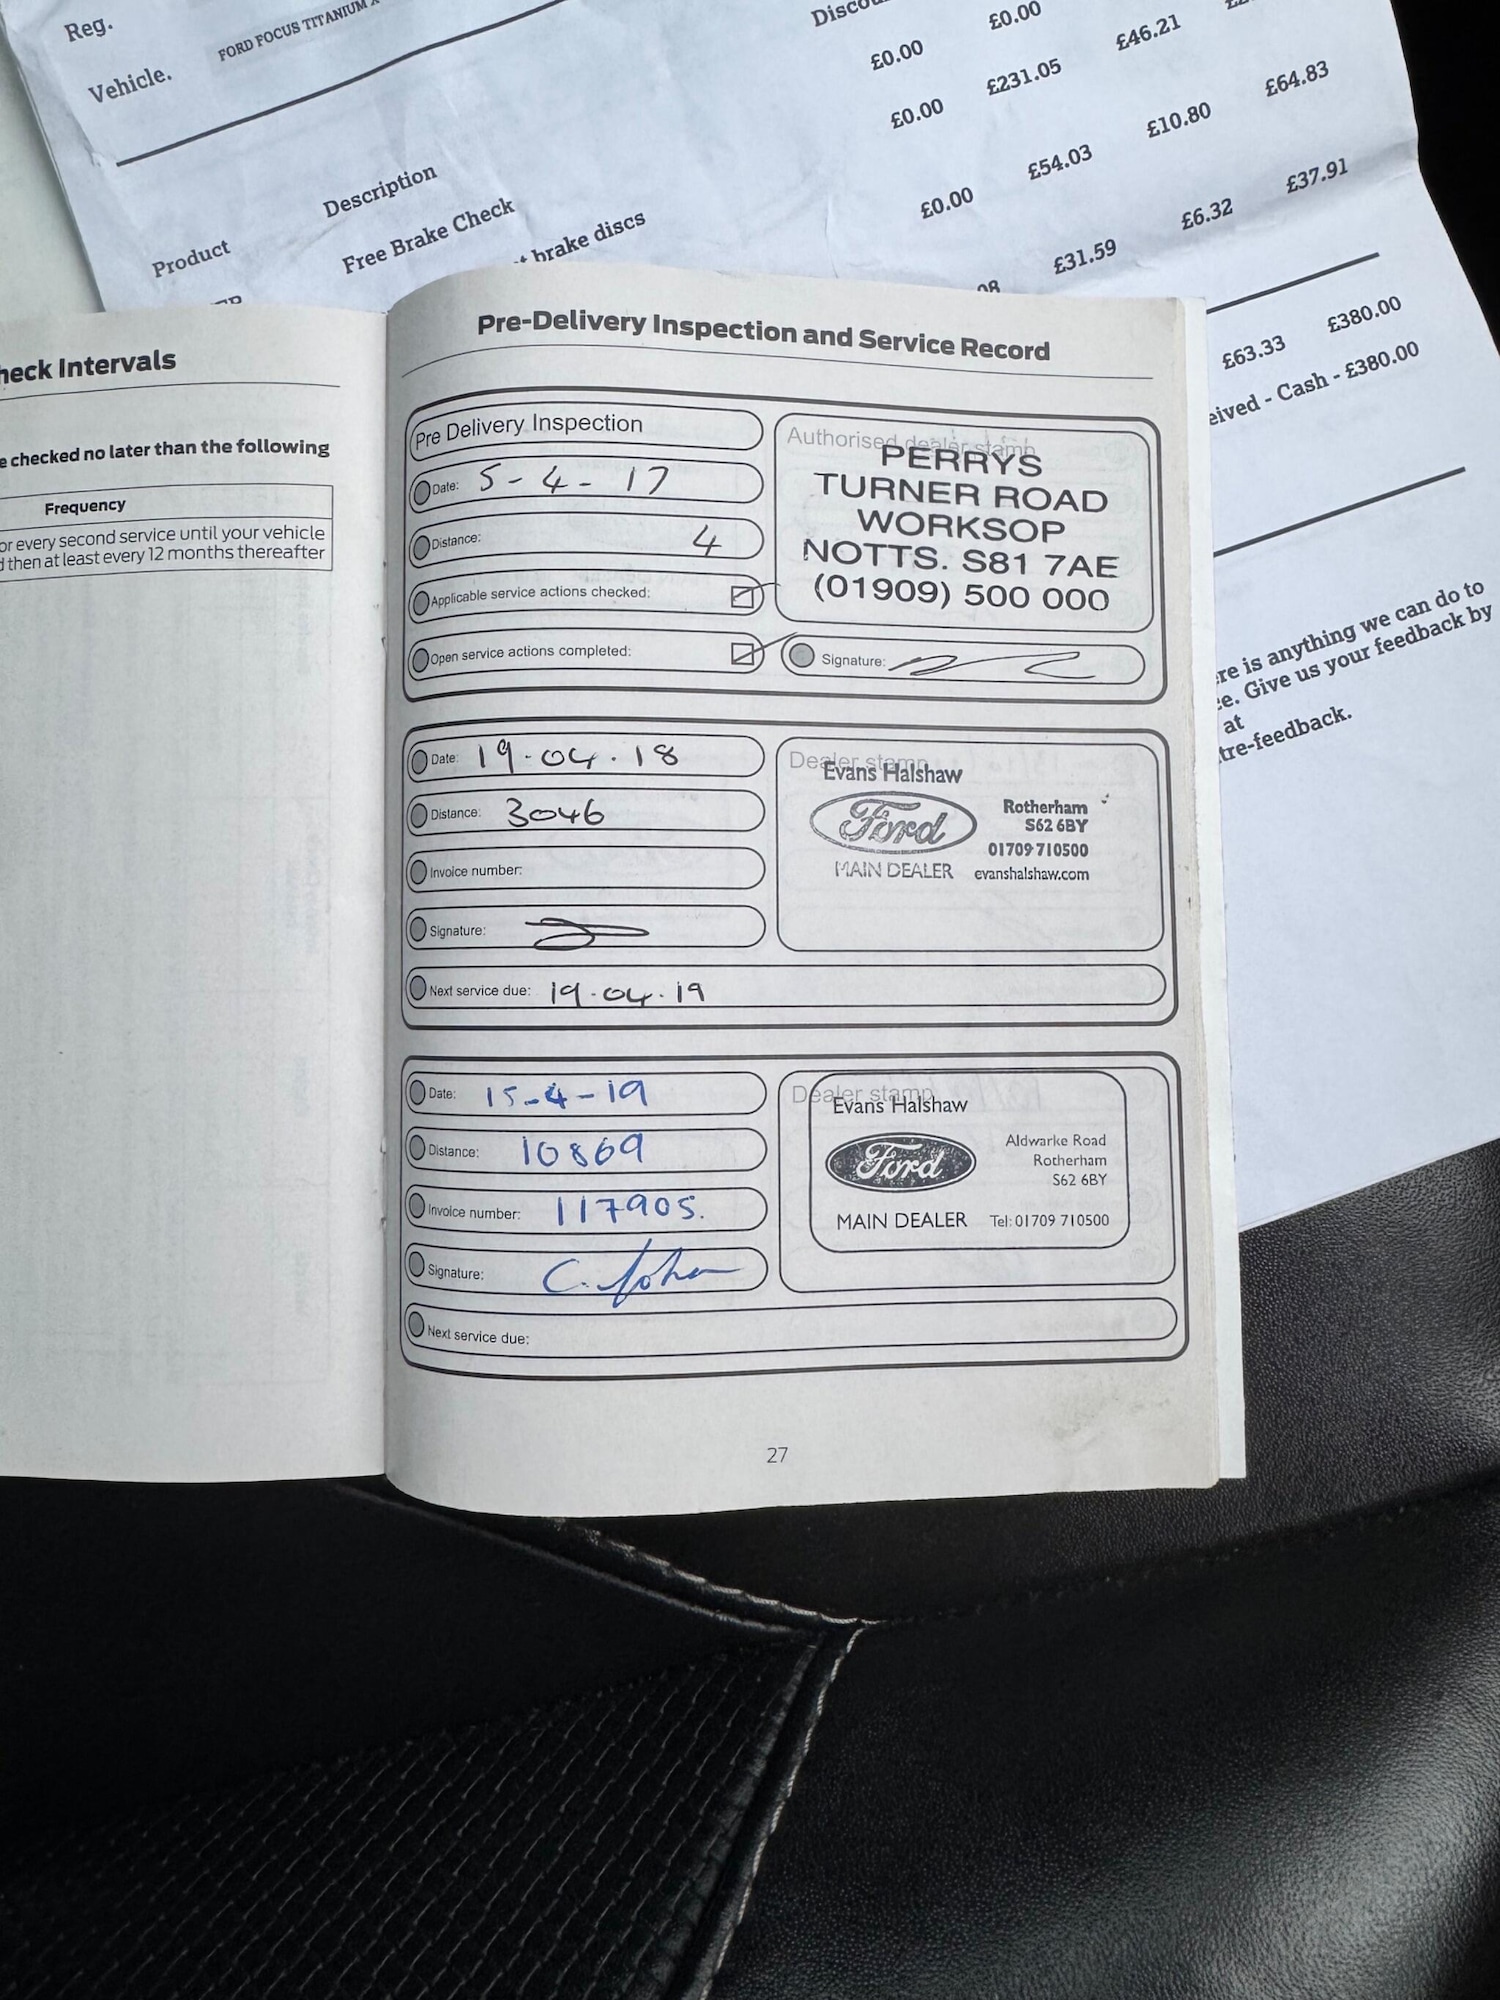 Reg.
Vehicle. FORD FOCUS TITANIUM
£0.00 £0.00
£0.00 £231.05 £46.21
£0.00 £54.03 £10.80 £64.83
£31.59 £6.32 £37.91
£63.33 £380.00
Cash - £380.00
Product Description
Free Brake Check
brake discs
re is anything we can do to
e. Give us your feedback by
at
tre-feedback.
heck Intervals
e checked no later than the following
Frequency
or every second service until your vehicle
d then at least every 12 months thereafter
Pre-Delivery Inspection and Service Record
Pre Delivery Inspection
Date: 5-4-17
Distance: 4
Applicable service actions checked:
Open service actions completed:
Authorised dealer stamp
PERRYS
TURNER ROAD
WORKSOP
NOTTS. S81 7AE
(01909) 500 000
Signature:
Date: 19.04.18
Distance: 3046
Invoice number:
Signature:
Next service due: 19.04.19
Dealer stamp
Evans Halshaw
Ford
MAIN DEALER
Rotherham
S62 6BY
01709 710500
evanshalshaw.com
Date: 15-4-19
Distance: 10869
Invoice number: 117905.
Signature:
Next service due:
Dealer stamp
Evans Halshaw
Ford
MAIN DEALER
Aldwarke Road
Rotherham
S62 6BY
Tel: 01709 710500
27